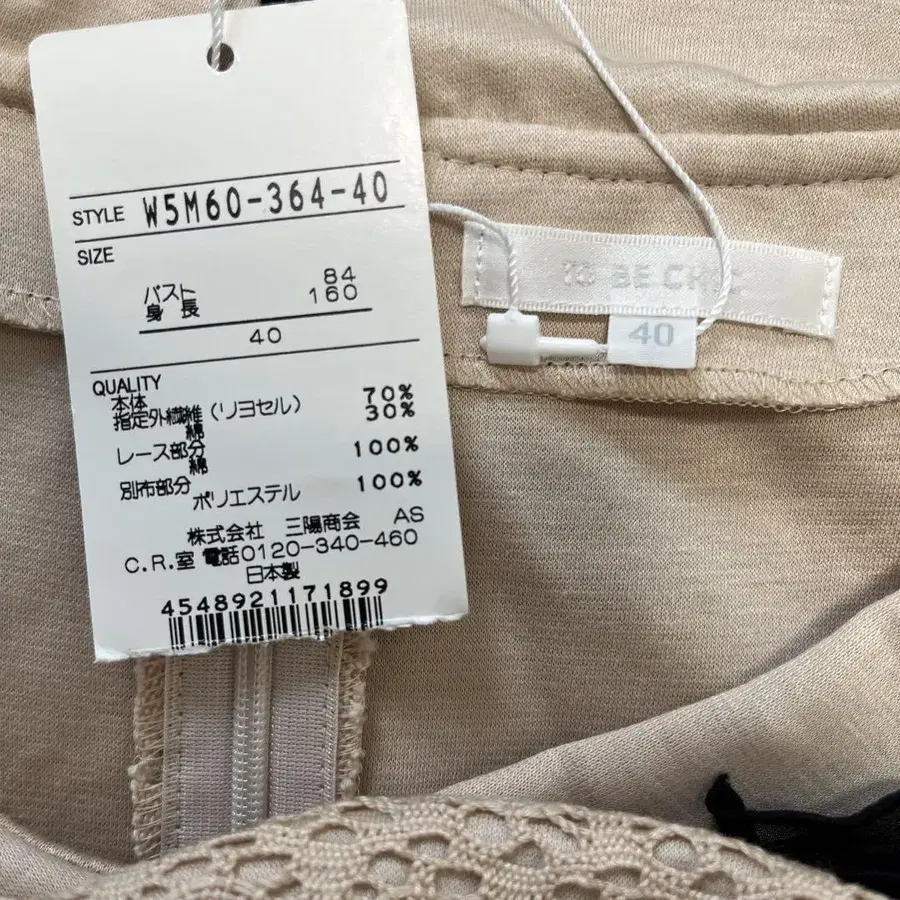 STYLE W5M60-364-40
SIZE
バスト 84
身長 160
40
QUALITY
本体
指定外繊維(リヨセル) 70%
綿 30%
レース部分
綿 100%
別布部分
ポリエステル 100%
株式会社 三陽商会 AS
C.R.室 電話0120-340-460
日本製
4548921171899
TO BE CHIC
40